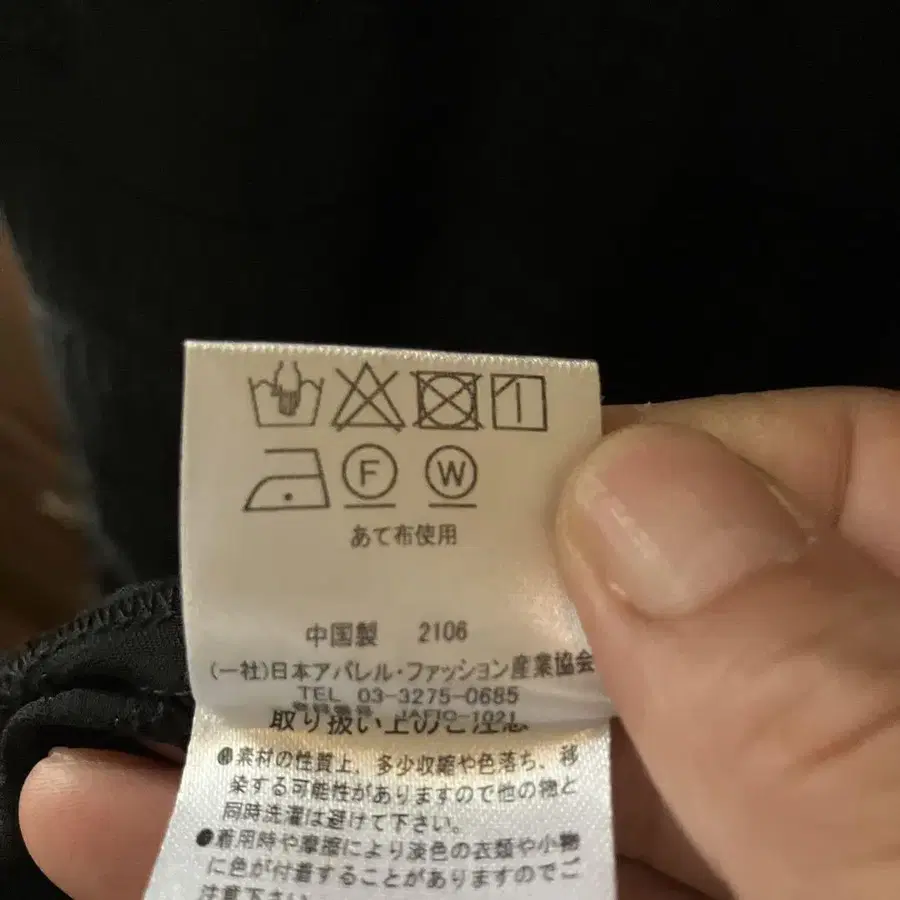 F W
あて布使用
中国製 2106
(一社)日本アパレル・ファッション産業協会
TEL 03-3275-0685
取り扱い上のご注意
●素材の性質上、多少収縮や色落ち、移
染する可能性がありますので他の物と
同時洗濯は避けて下さい。
●着用時や摩擦により淡色の衣類や小物
に色が付着することがありますのでご
注意下さい